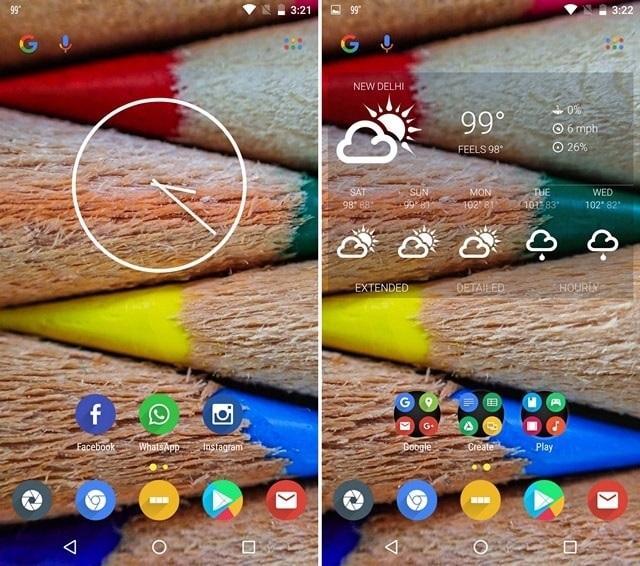 99° 3:21
Facebook WhatsApp Instagram
99° 3:22
NEW DELHI
99°
FEELS 98°
0%
6 mph
26%
SAT SUN MON TUE WED
98° 88° 99° 81° 102° 81° 101° 83° 102° 82°
EXTENDED DETAILED HOURLY
Google Create Play